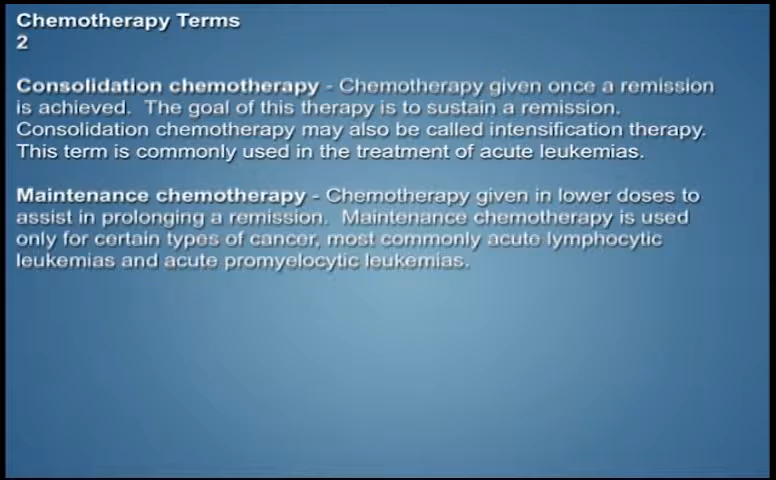 Chemotherapy Terms
2
Consolidation chemotherapy - Chemotherapy given once a remission
is achieved.  The goal of this therapy is to sustain a remission.
Consolidation chemotherapy may also be called intensification therapy.
This term is commonly used in the treatment of acute leukemias.
Maintenance chemotherapy - Chemotherapy given in lower doses to
assist in prolonging a remission.  Maintenance chemotherapy is used
only for certain types of cancer, most commonly acute lymphocytic
leukemias and acute promyelocytic leukemias.